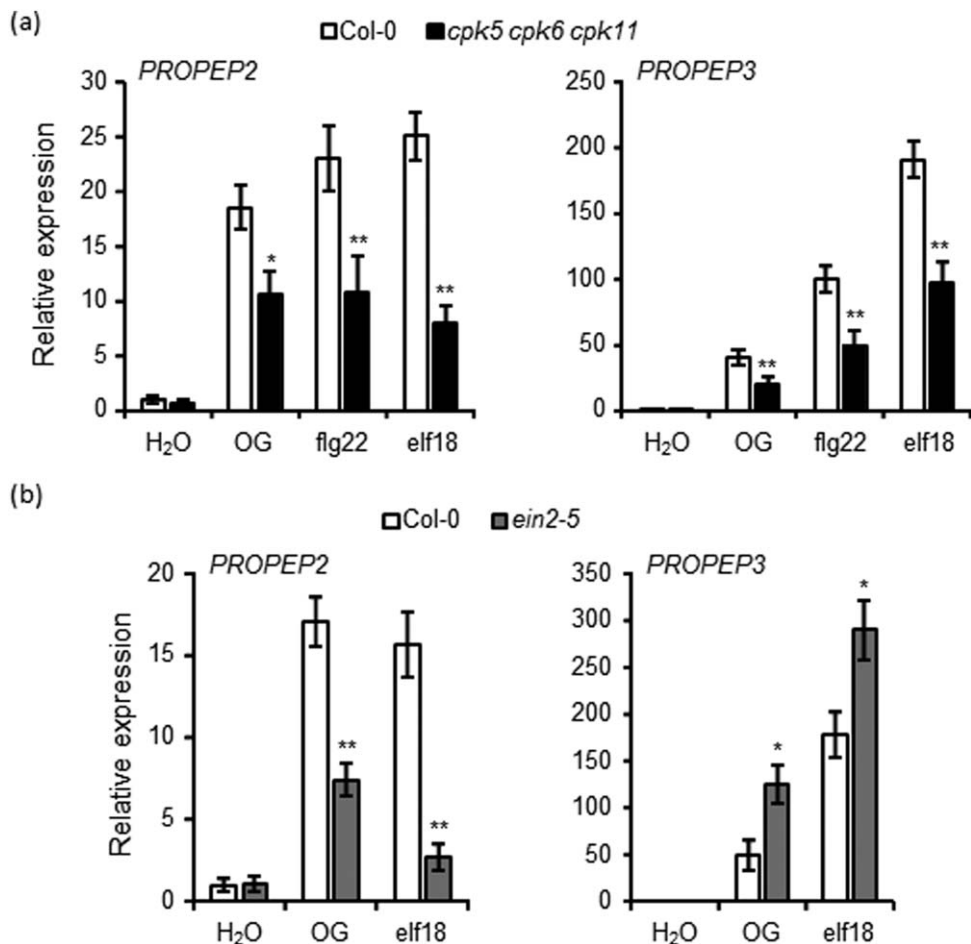 (a)
Col-0 cpk5 cpk6 cpk11
PROPEP2
PROPEP3
Relative expression
30
25
20
15
10
5
0
H₂O OG flg22 elf18
* ** **
250
200
150
100
50
0
H₂O OG flg22 elf18
** ** **
(b)
Col-0 ein2-5
PROPEP2
PROPEP3
Relative expression
20
15
10
5
0
H₂O OG elf18
** **
350
300
250
200
150
100
50
0
H₂O OG elf18
* *